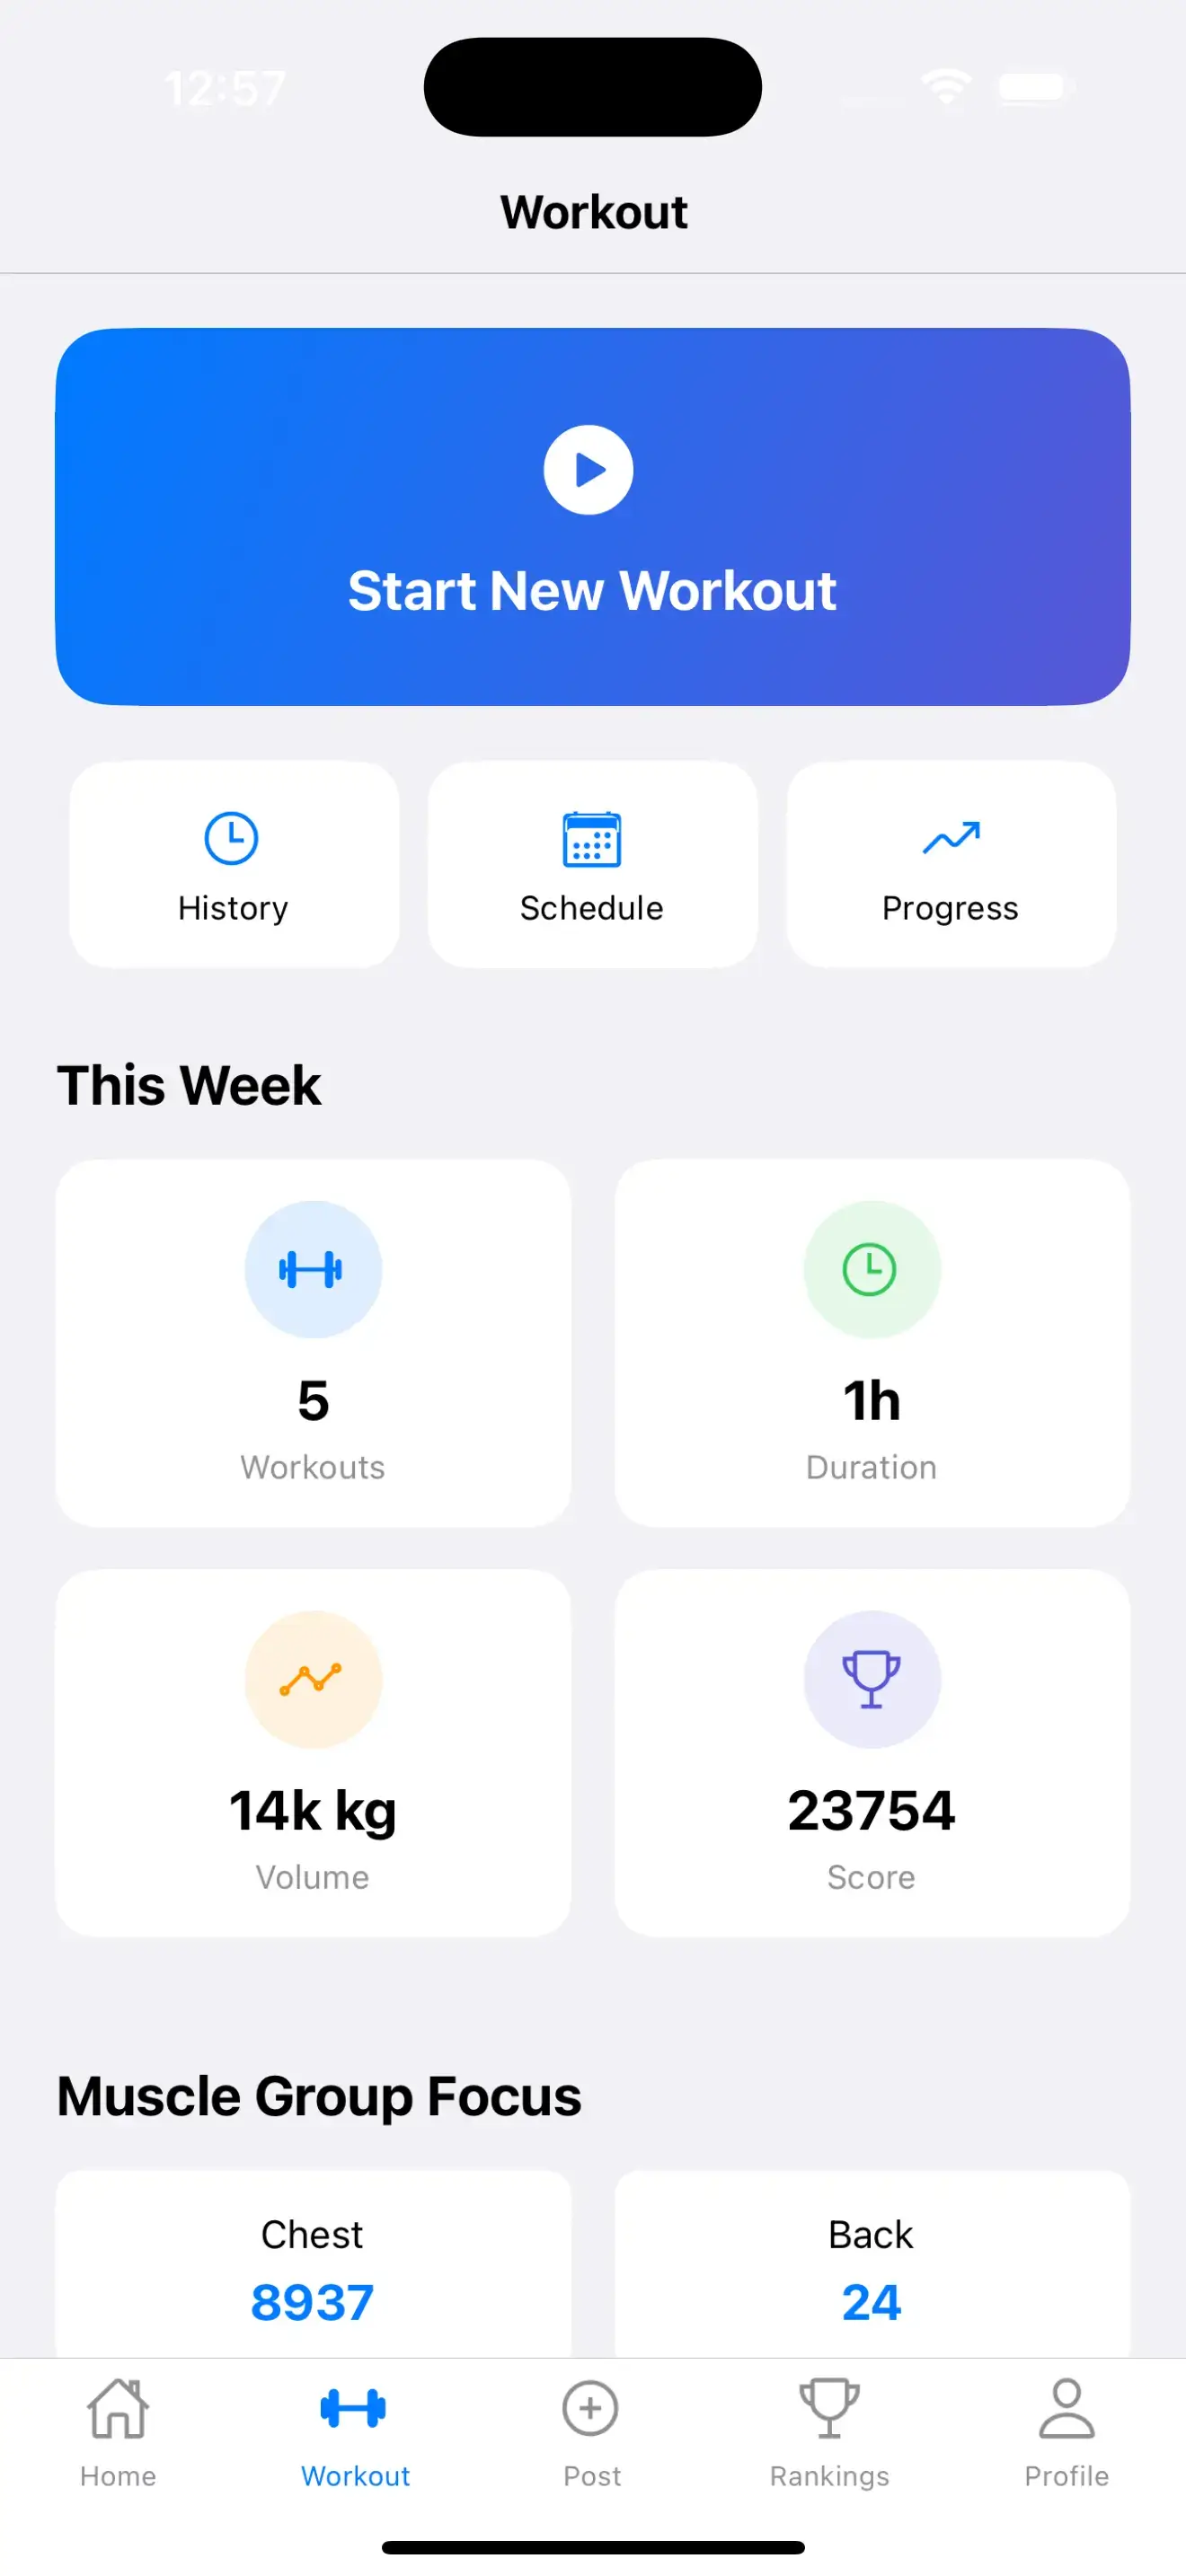 12:57
Workout
Start New Workout
History
Schedule
Progress
This Week
5
Workouts
1h
Duration
14k kg
Volume
23754
Score
Muscle Group Focus
Chest
8937
Back
24
Home
Workout
Post
Rankings
Profile